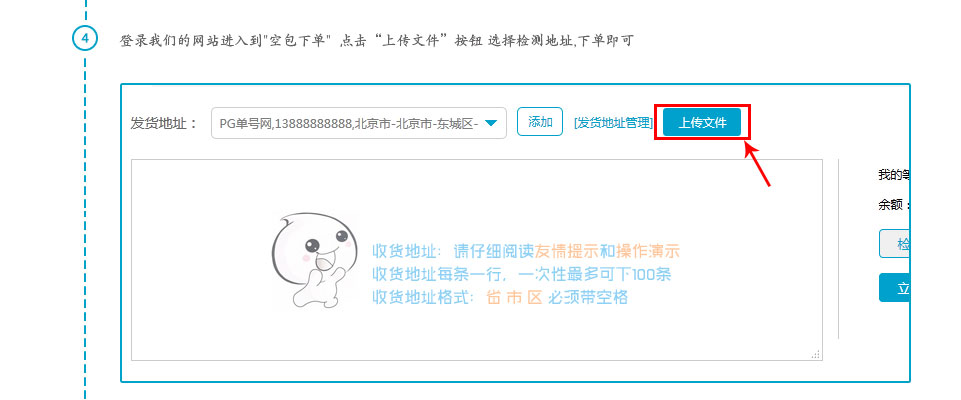 4
登录我们的网站进入到"空包下单" ,点击“上传文件”按钮 选择检测地址,下单即可
发货地址： PG单号网,13888888888,北京市-北京市-东城区- 添加 [发货地址管理] 上传文件
我的
余额：
收货地址：请仔细阅读友情提示和操作演示
检
收货地址每条一行，一次性最多可下100条
立
收货地址格式：省 市 区 必须带空格